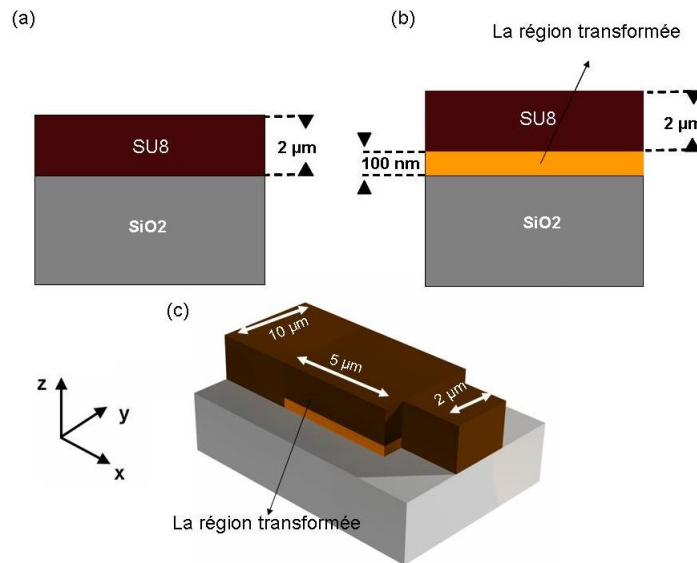 (a)
SU8
2 µm
SiO2
(b)
La région transformée
SU8
2 µm
100 nm
SiO2
(c)
10 µm
5 µm
2 µm
z
y
x
La région transformée